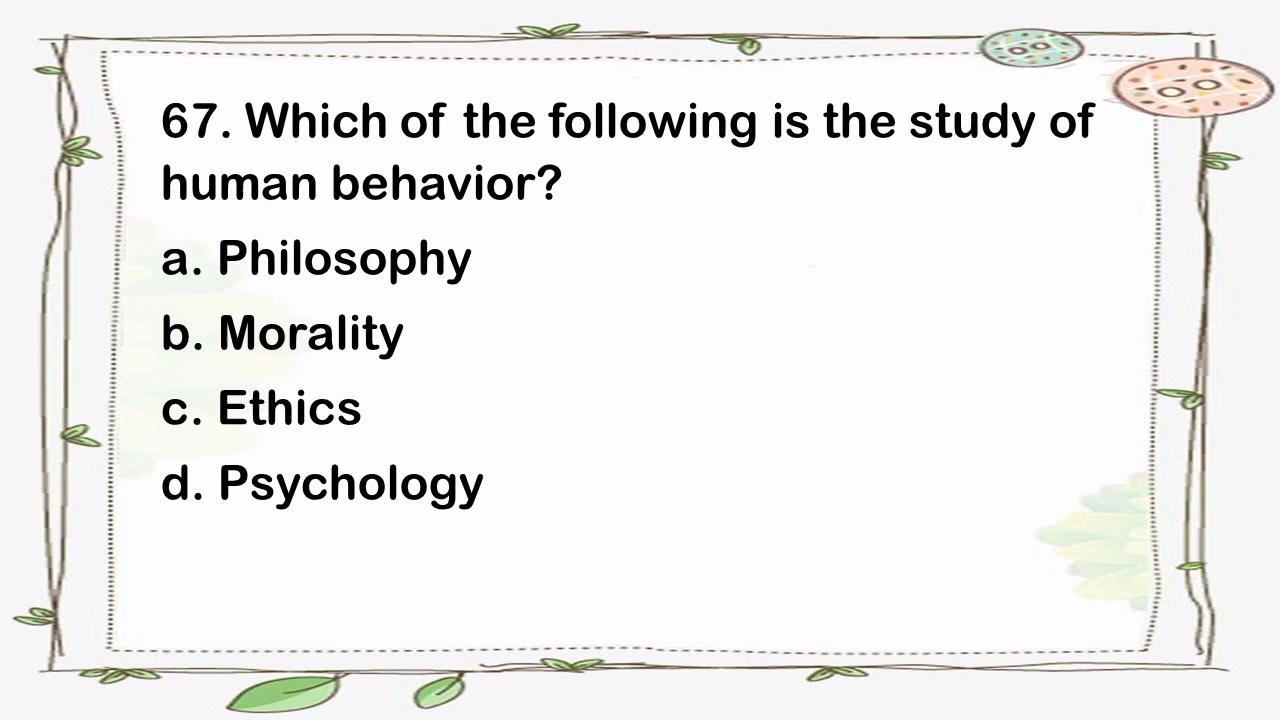 67. Which of the following is the study of
human behavior?
a. Philosophy
b. Morality
c. Ethics
d. Psychology